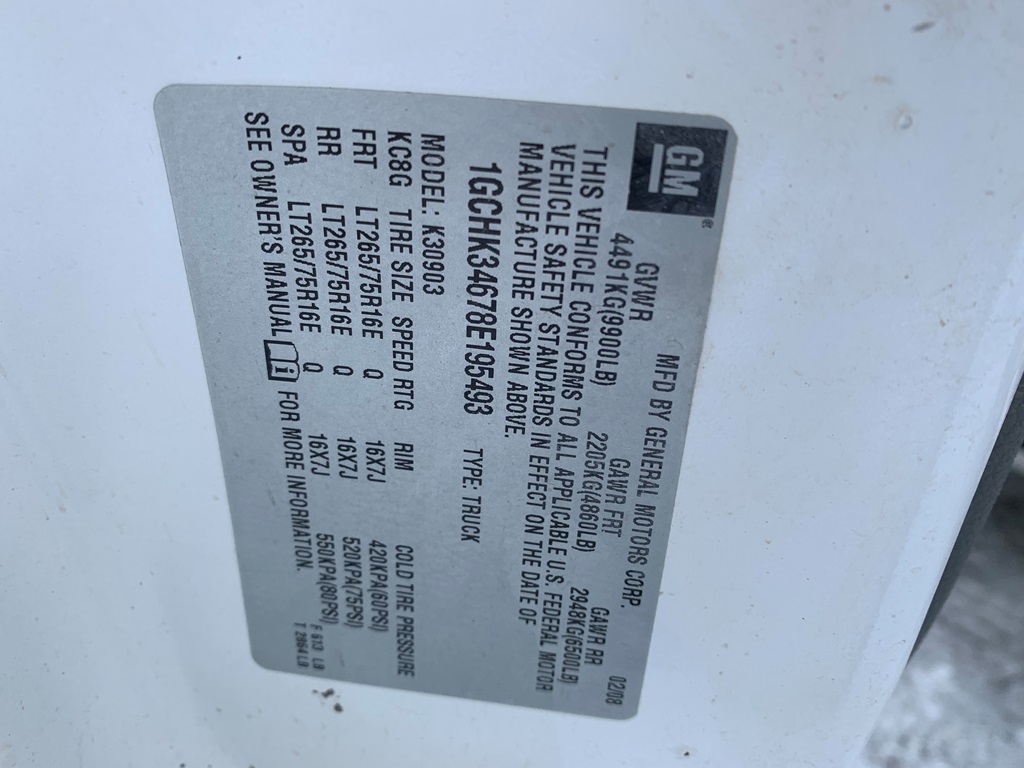 GM ®
MFD BY GENERAL MOTORS CORP. 02/08
GVWR GAWR FRT GAWR RR
4491KG(9900LB) 2205KG(4860LB) 2948KG(6500LB)
THIS VEHICLE CONFORMS TO ALL APPLICABLE U.S. FEDERAL MOTOR
VEHICLE SAFETY STANDARDS IN EFFECT ON THE DATE OF
MANUFACTURE SHOWN ABOVE.
1GCHK34678E195493 TYPE: TRUCK
MODEL: K30903
KC8G TIRE SIZE SPEED RTG RIM COLD TIRE PRESSURE
FRT LT265/75R16E Q 16X7J 420KPA(60PSI)
RR LT265/75R16E Q 16X7J 520KPA(75PSI)
SPA LT265/75R16E Q 16X7J 550KPA(80PSI)
SEE OWNER'S MANUAL FOR MORE INFORMATION.
F 613 LB
T 2864 LB